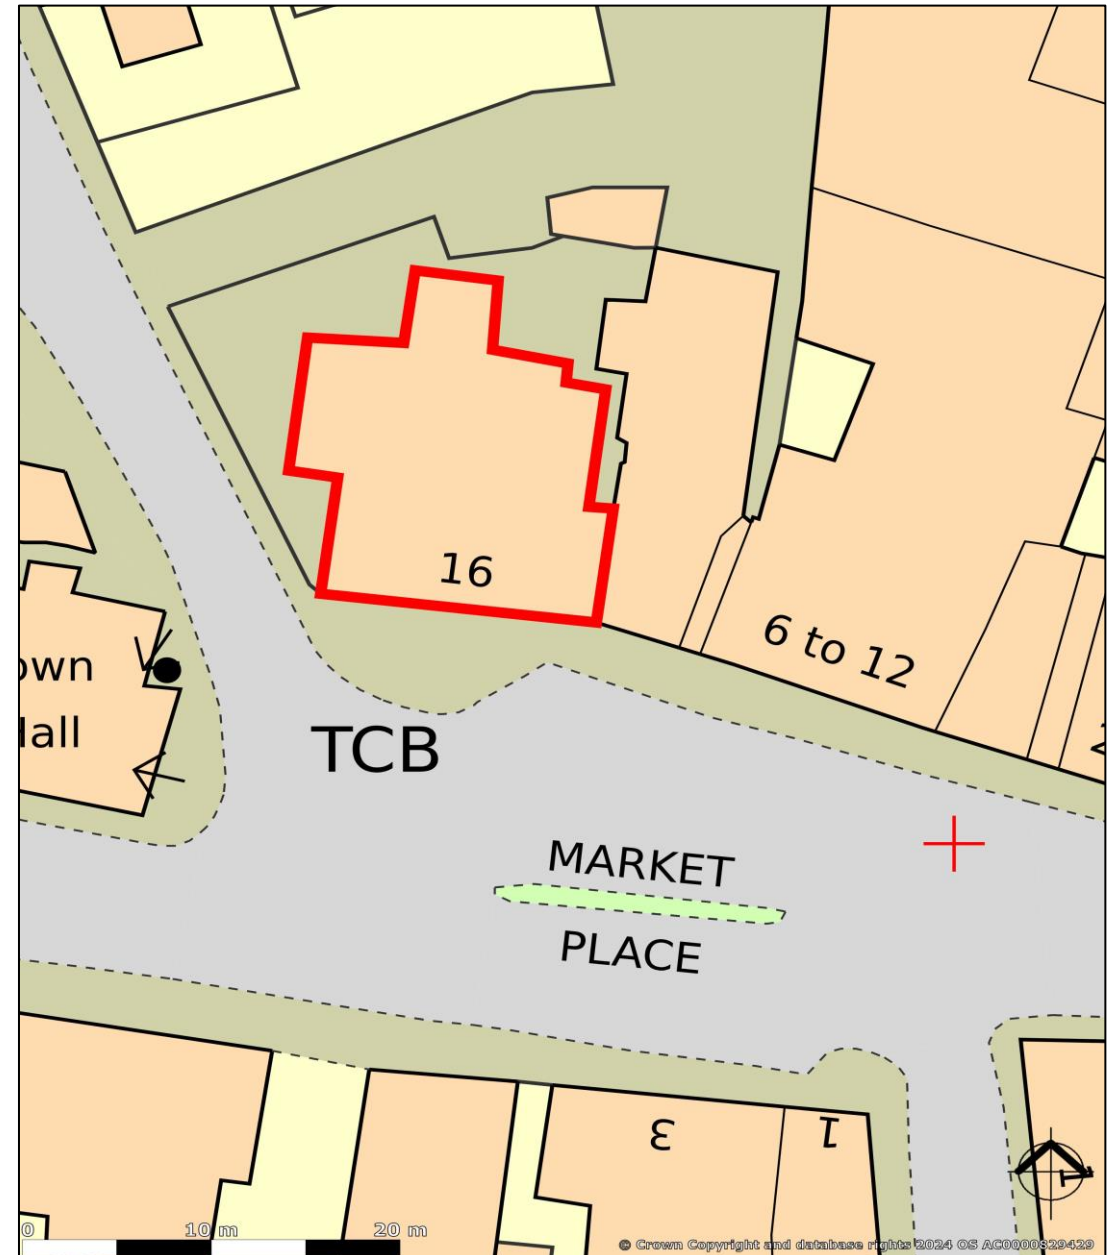 16
6 to 12
own
Hall
TCB
MARKET
PLACE
3
1
0 10 m 20 m
© Crown Copyright and database rights 2024 OS AC0000829429